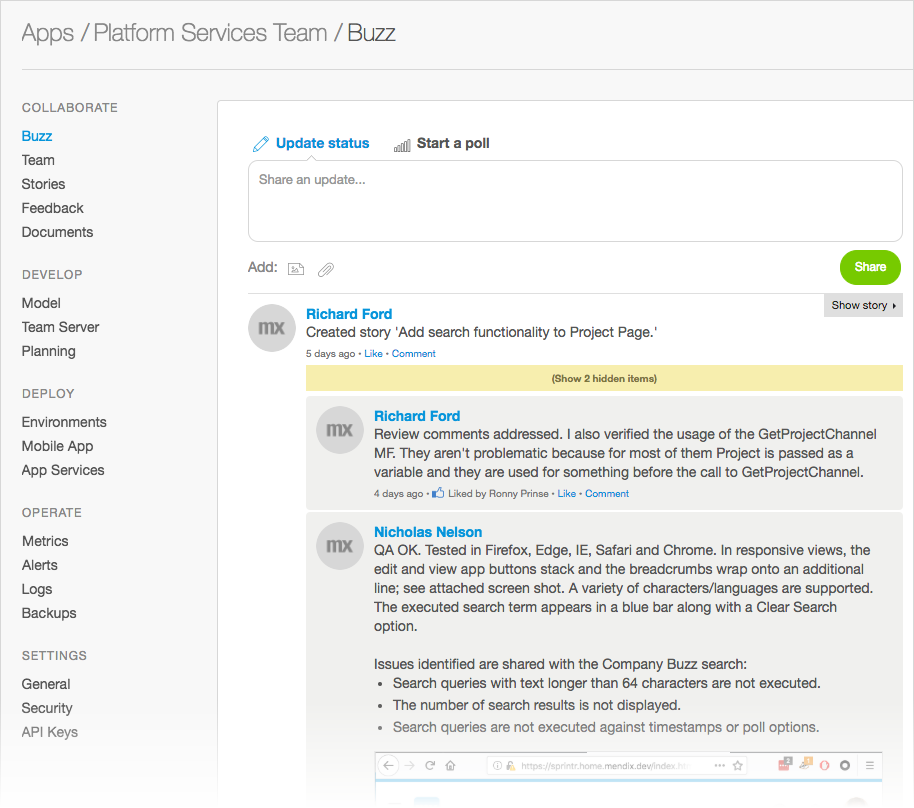 Apps / Platform Services Team / Buzz
COLLABORATE
Buzz
Team
Stories
Feedback
Documents
DEVELOP
Model
Team Server
Planning
DEPLOY
Environments
Mobile App
App Services
OPERATE
Metrics
Alerts
Logs
Backups
SETTINGS
General
Security
API Keys
Update status
Start a poll
Share an update...
Add:
Share
Show story
mx
Richard Ford
Created story 'Add search functionality to Project Page.'
5 days ago • Like • Comment
(Show 2 hidden items)
mx
Richard Ford
Review comments addressed. I also verified the usage of the GetProjectChannel
MF. They aren't problematic because for most of them Project is passed as a
variable and they are used for something before the call to GetProjectChannel.
4 days ago • Liked by Ronny Prinse • Like • Comment
mx
Nicholas Nelson
QA OK. Tested in Firefox, Edge, IE, Safari and Chrome. In responsive views, the
edit and view app buttons stack and the breadcrumbs wrap onto an additional
line; see attached screen shot. A variety of characters/languages are supported.
The executed search term appears in a blue bar along with a Clear Search
option.
Issues identified are shared with the Company Buzz search:
• Search queries with text longer than 64 characters are not executed.
• The number of search results is not displayed.
• Search queries are not executed against timestamps or poll options.
https://sprintr.home.mendix.dev/index.h